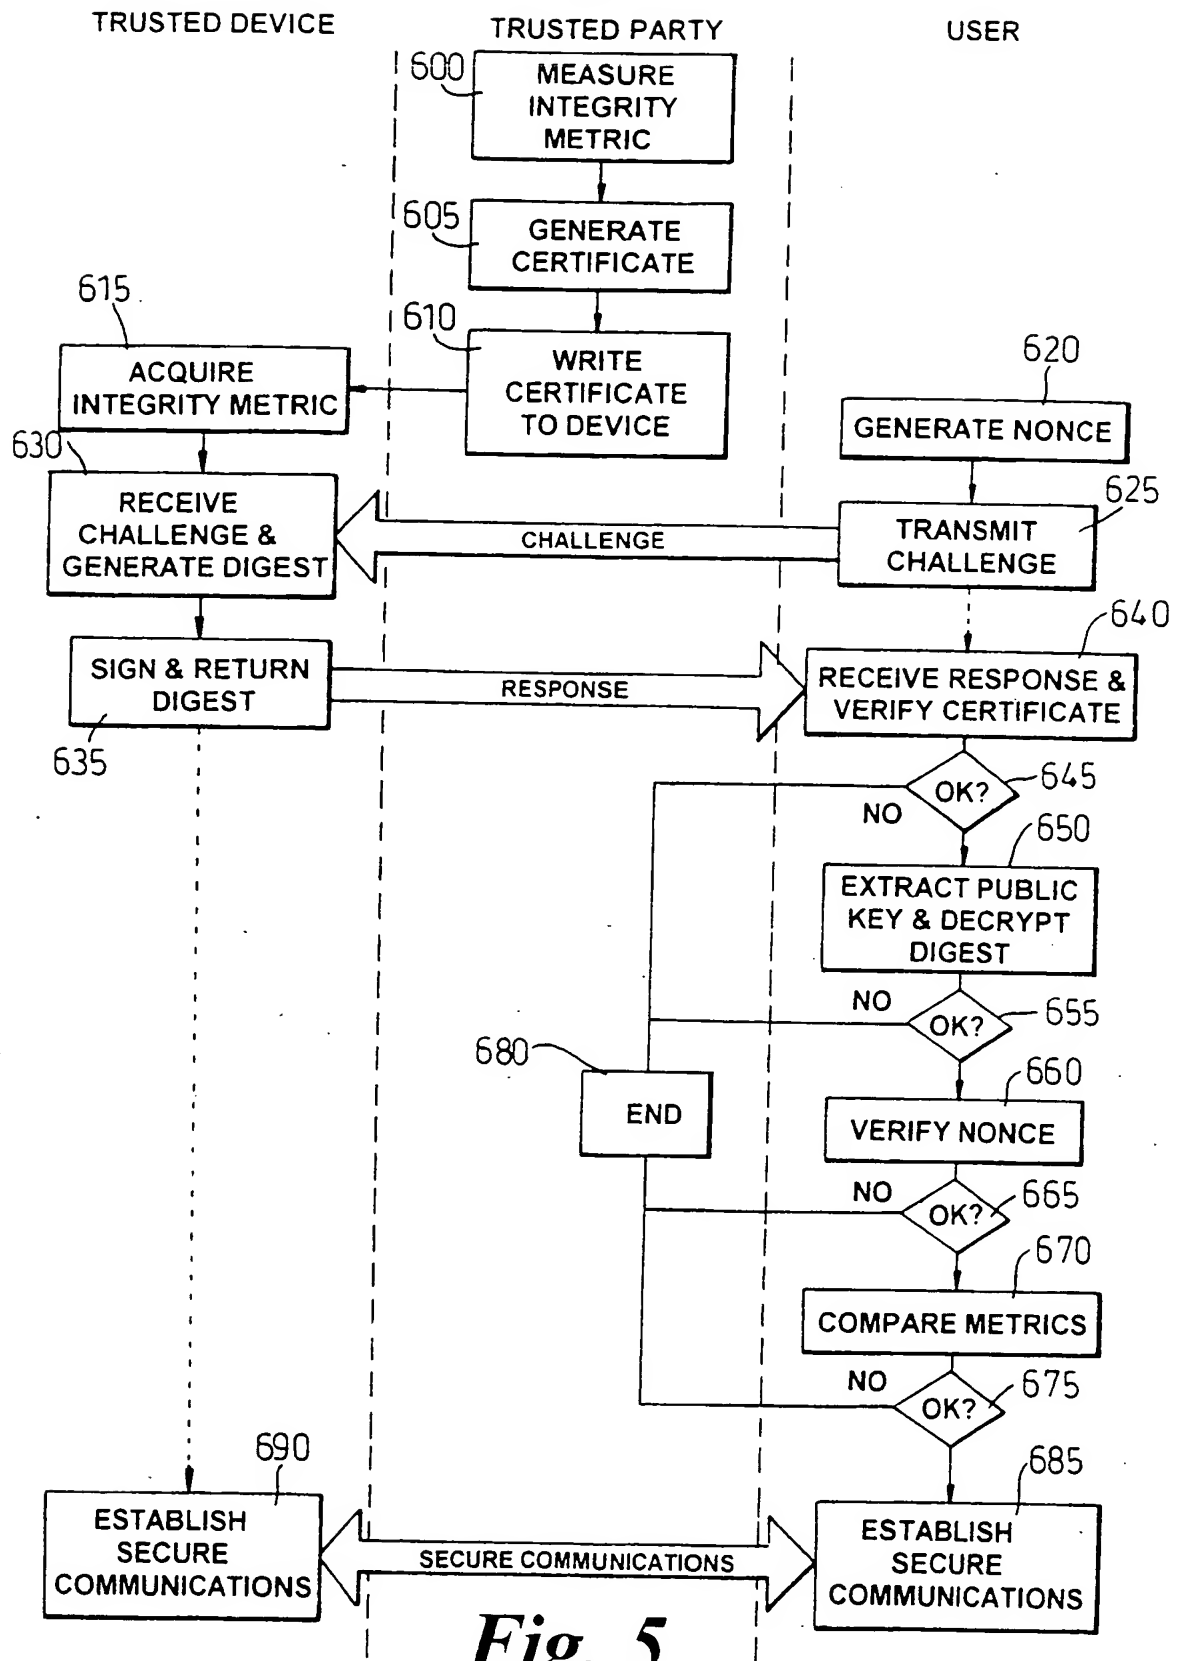 TRUSTED DEVICE
TRUSTED PARTY
USER
600
MEASURE
INTEGRITY
METRIC
605
GENERATE
CERTIFICATE
610
WRITE
CERTIFICATE
TO DEVICE
615
ACQUIRE
INTEGRITY METRIC
620
GENERATE NONCE
625
TRANSMIT
CHALLENGE
CHALLENGE
630
RECEIVE
CHALLENGE &
GENERATE DIGEST
635
SIGN & RETURN
DIGEST
RESPONSE
640
RECEIVE RESPONSE &
VERIFY CERTIFICATE
645
OK?
NO
650
EXTRACT PUBLIC
KEY & DECRYPT
DIGEST
655
OK?
NO
680
END
660
VERIFY NONCE
665
OK?
NO
670
COMPARE METRICS
675
OK?
NO
690
ESTABLISH
SECURE
COMMUNICATIONS
SECURE COMMUNICATIONS
685
ESTABLISH
SECURE
COMMUNICATIONS
Fig. 5